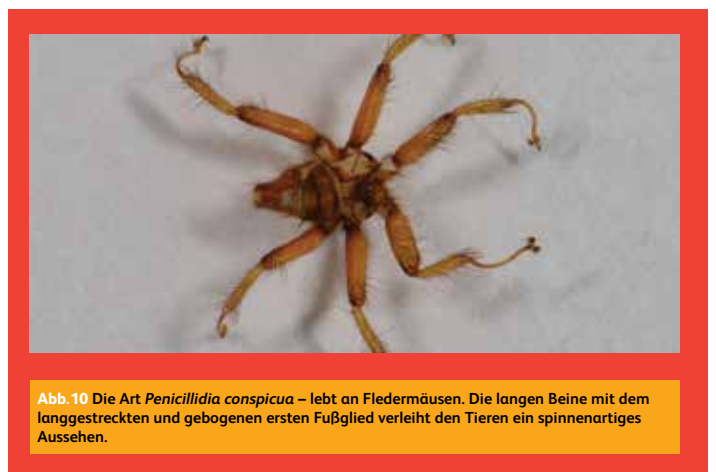 Abb.10 Die Art Penicillidia conspicua – lebt an Fledermäusen. Die langen Beine mit dem
langgestreckten und gebogenen ersten Fußglied verleiht den Tieren ein spinnenartiges
Aussehen.